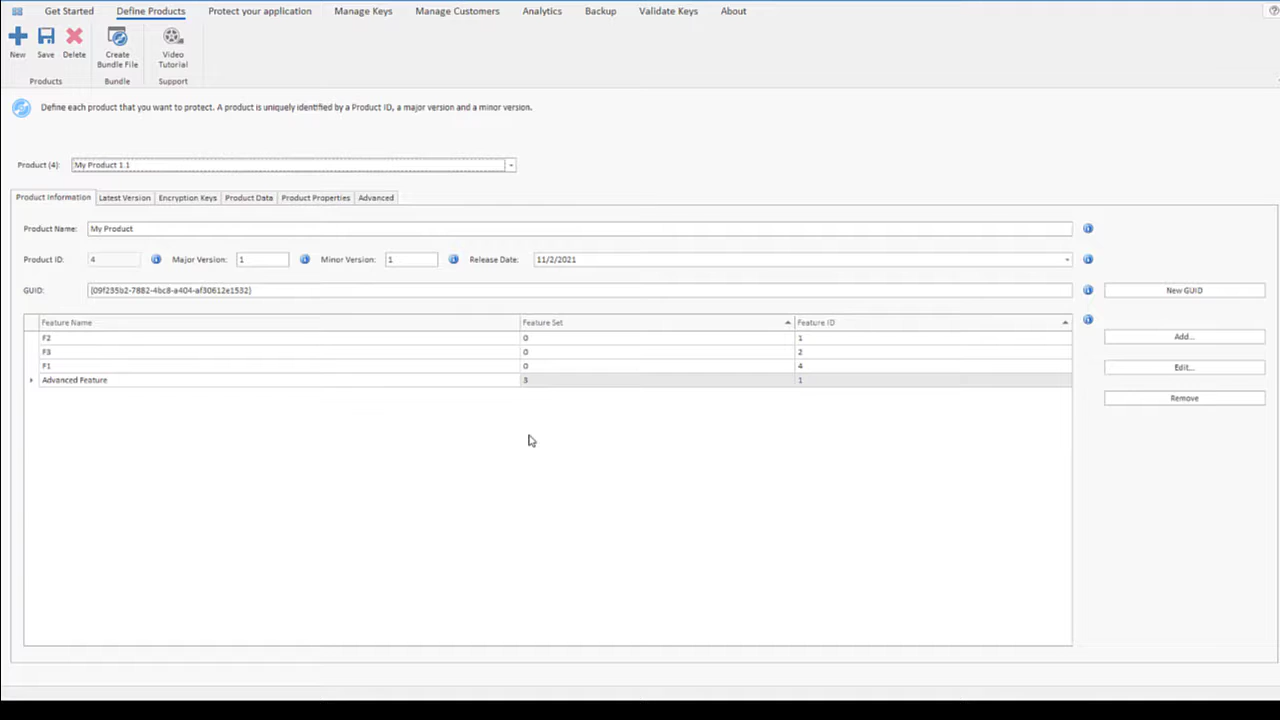 Get Started Define Products Protect your application Manage Keys Manage Customers Analytics Backup Validate Keys About
New Save Delete Create Bundle File Video Tutorial
Products Bundle Support
Define each product that you want to protect. A product is uniquely identified by a Product ID, a major version and a minor version.
Product (4): My Product 1.1
Product Information Latest Version Encryption Keys Product Data Product Properties Advanced
Product Name: My Product
Product ID: 4 Major Version: 1 Minor Version: 1 Release Date: 11/2/2021
GUID: {09f235b2-7882-4bc8-a404-af30612e1532} New GUID
Feature Name Feature Set Feature ID
F2 0 1 Add...
F3 0 2
F1 0 4 Edit...
Advanced Feature 3 1
Remove